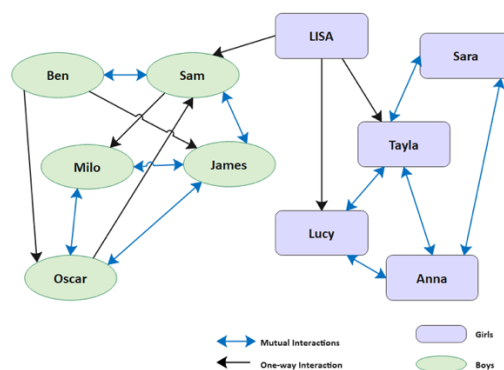 LISA
Ben
Sam
Sara
Tayla
Milo
James
Lucy
Oscar
Anna
Mutual Interactions
Girls
One-way Interaction
Boys